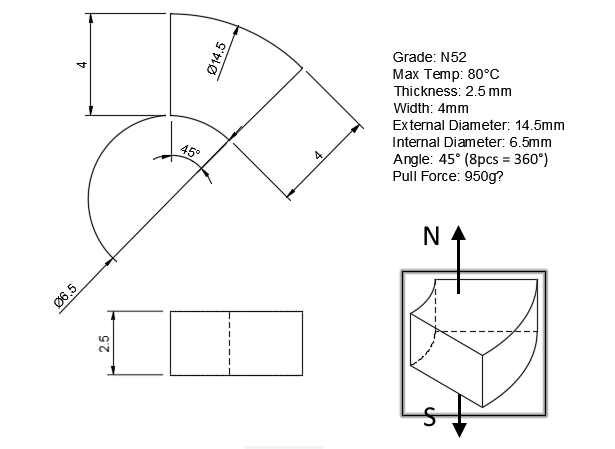 4
Ø14.5
45°
4
Ø6.5
2.5
Grade: N52
Max Temp: 80°C
Thickness: 2.5 mm
Width: 4mm
External Diameter: 14.5mm
Internal Diameter: 6.5mm
Angle: 45° (8pcs = 360°)
Pull Force: 950g?
N
S